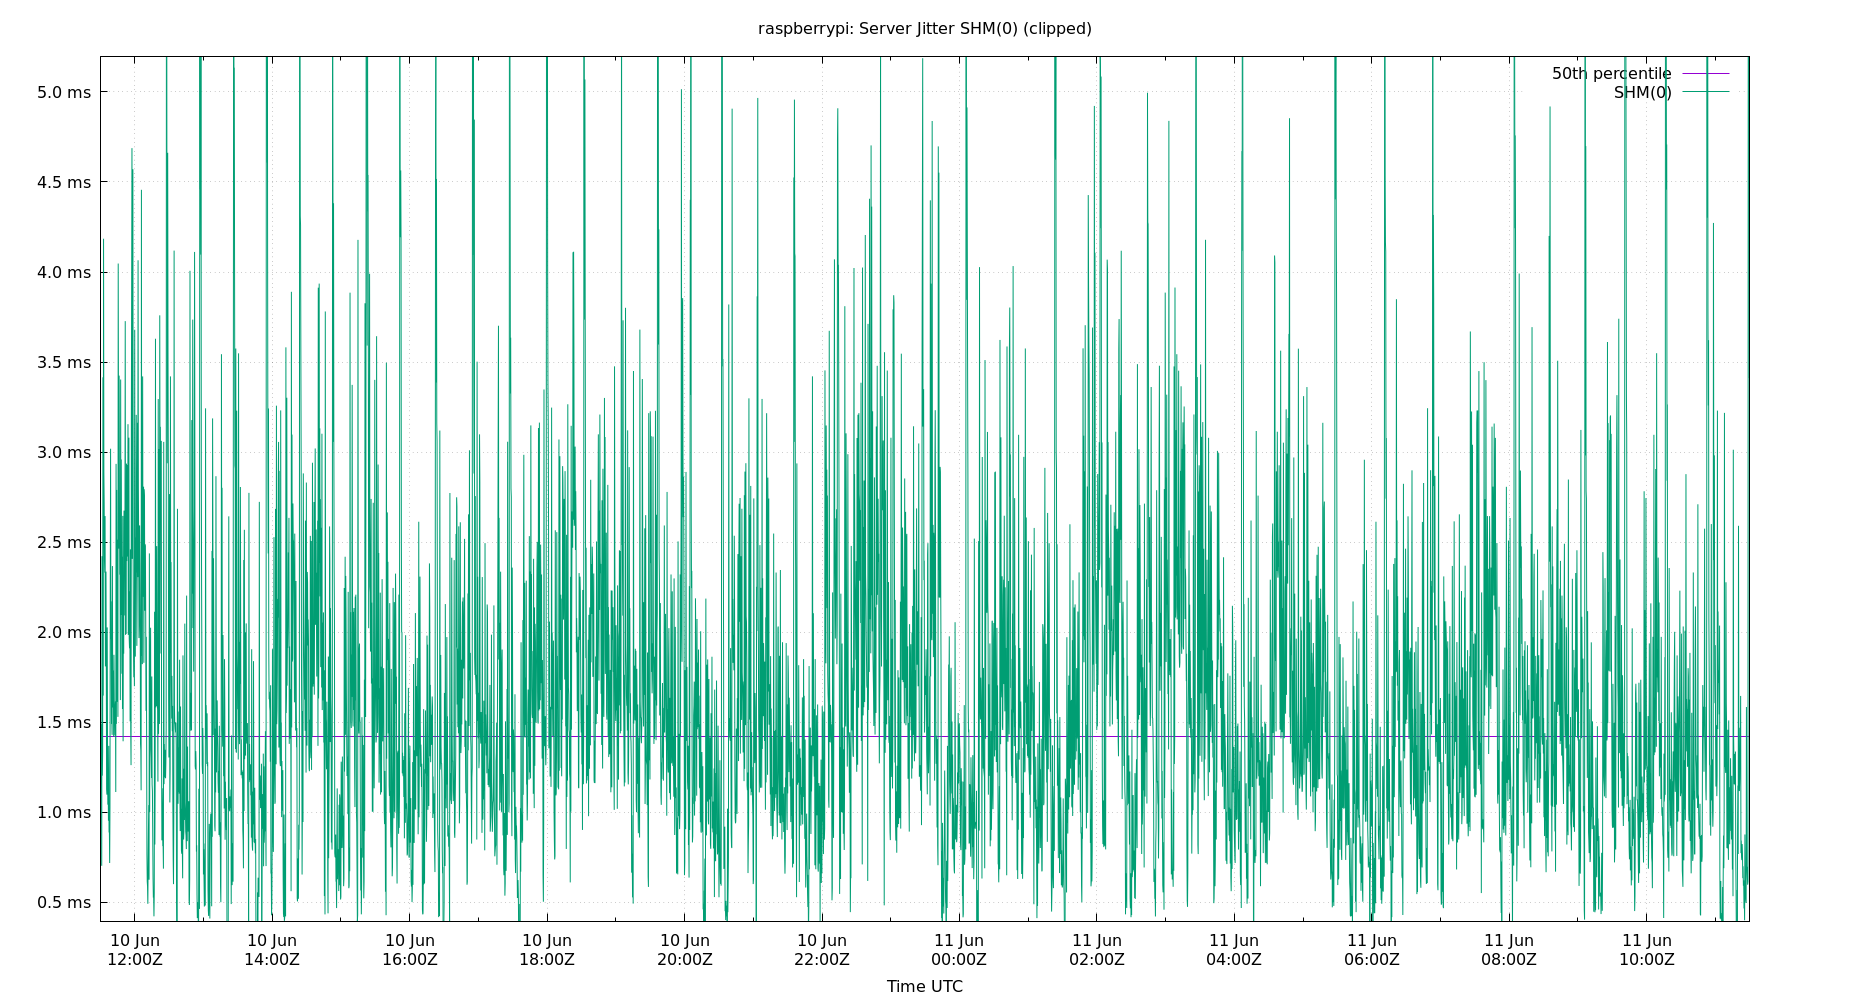 raspberrypi: Server Jitter SHM(0) (clipped)
50th percentile
SHM(0)
5.0 ms
4.5 ms
4.0 ms
3.5 ms
3.0 ms
2.5 ms
2.0 ms
1.5 ms
1.0 ms
0.5 ms
10 Jun 10 Jun 10 Jun 10 Jun 10 Jun 10 Jun 11 Jun 11 Jun 11 Jun 11 Jun 11 Jun 11 Jun
12:00Z 14:00Z 16:00Z 18:00Z 20:00Z 22:00Z 00:00Z 02:00Z 04:00Z 06:00Z 08:00Z 10:00Z
Time UTC